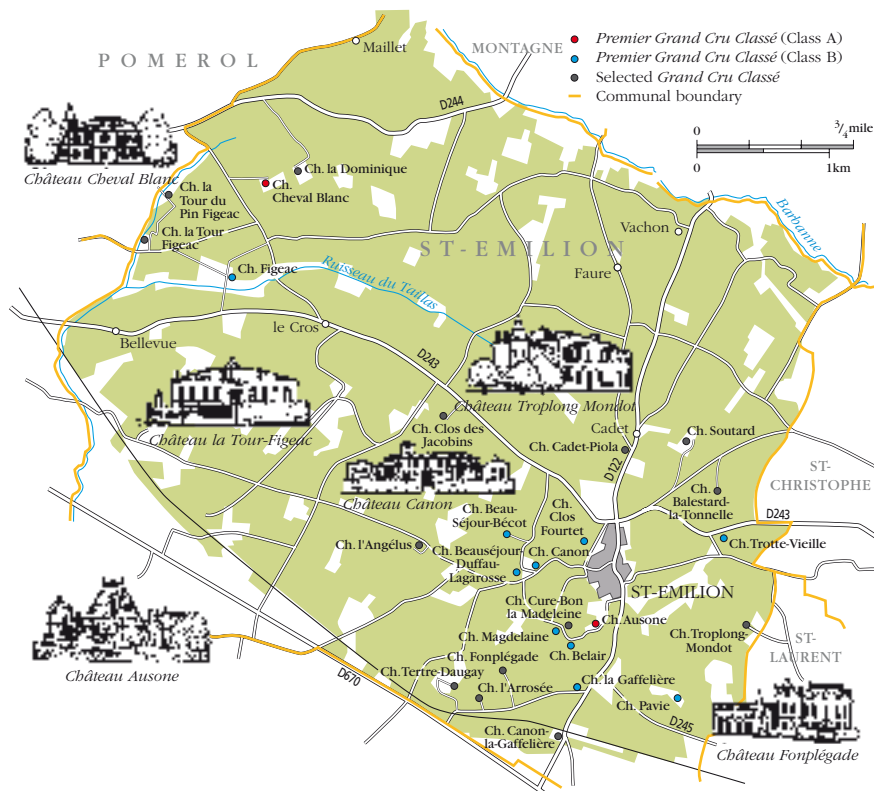 Maillet
MONTAGNE
POMEROL
Premier Grand Cru Classé (Class A)
Premier Grand Cru Classé (Class B)
Selected Grand Cru Classé
Communal boundary
D244
0
3/4 mile
0
1km
Château Cheval Blanc
Ch. la Dominique
Ch.
Cheval Blanc
Ch. la
Tour du
Pin Figeac
Ch. la Tour
Figeac
Ch. Figeac
ST-EMILION
Vachon
Barbanne
Faure
Ruisseau du Taillas
le Cros
Bellevue
D243
Château Troplong Mondot
Château la Tour-Figeac
Ch. Clos des
Jacobins
Cadet
Ch. Cadet-Piola
Ch. Soutard
D122
ST-
CHRISTOPHE
Château Canon
Ch.
Balestard-
la-Tonnelle
Ch. Beau-
Séjour-Bécot
Ch.
Clos
Fourtet
D243
Ch. l'Angélus
Ch. Beauséjour-
Duffau-
Lagarosse
Ch. Canon
Ch. Trotte-Vieille
ST-EMILION
Ch. Cure-Bon
la Madeleine
Ch. Ausone
Ch. Magdelaine
Ch. Belair
Ch. Troplong-
Mondot
ST-
LAURENT
Château Ausone
D670
Ch. Fonplégade
Ch. Tertre-Daugay
Ch. l'Arrosée
Ch. la Gaffelière
Ch. Pavie
D245
Ch. Canon-
la-Gaffelière
Château Fonplégade